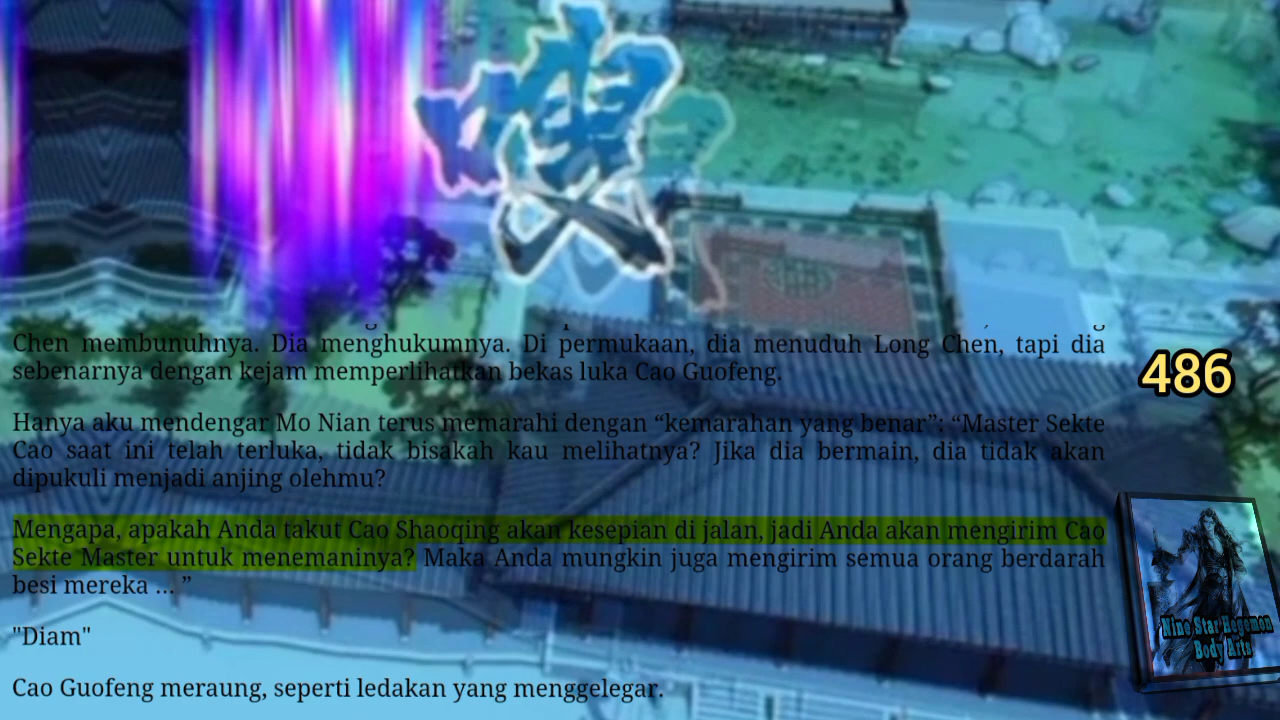 Chen membunuhnya. Dia menghukumnya. Di permukaan, dia menuduh Long Chen, tapi dia
sebenarnya dengan kejam memperlihatkan bekas luka Cao Guofeng.
Hanya aku mendengar Mo Nian terus memarahi dengan “kemarahan yang benar”: “Master Sekte
Cao saat ini telah terluka, tidak bisakah kau melihatnya? Jika dia bermain, dia tidak akan
dipukuli menjadi anjing olehmu?
Mengapa, apakah Anda takut Cao Shaoqing akan kesepian di jalan, jadi Anda akan mengirim Cao
Sekte Master untuk menemaninya? Maka Anda mungkin juga mengirim semua orang berdarah
besi mereka ... ”
"Diam"
Cao Guofeng meraung, seperti ledakan yang menggelegar.
486
Nine Star Hegemon
Body Arts